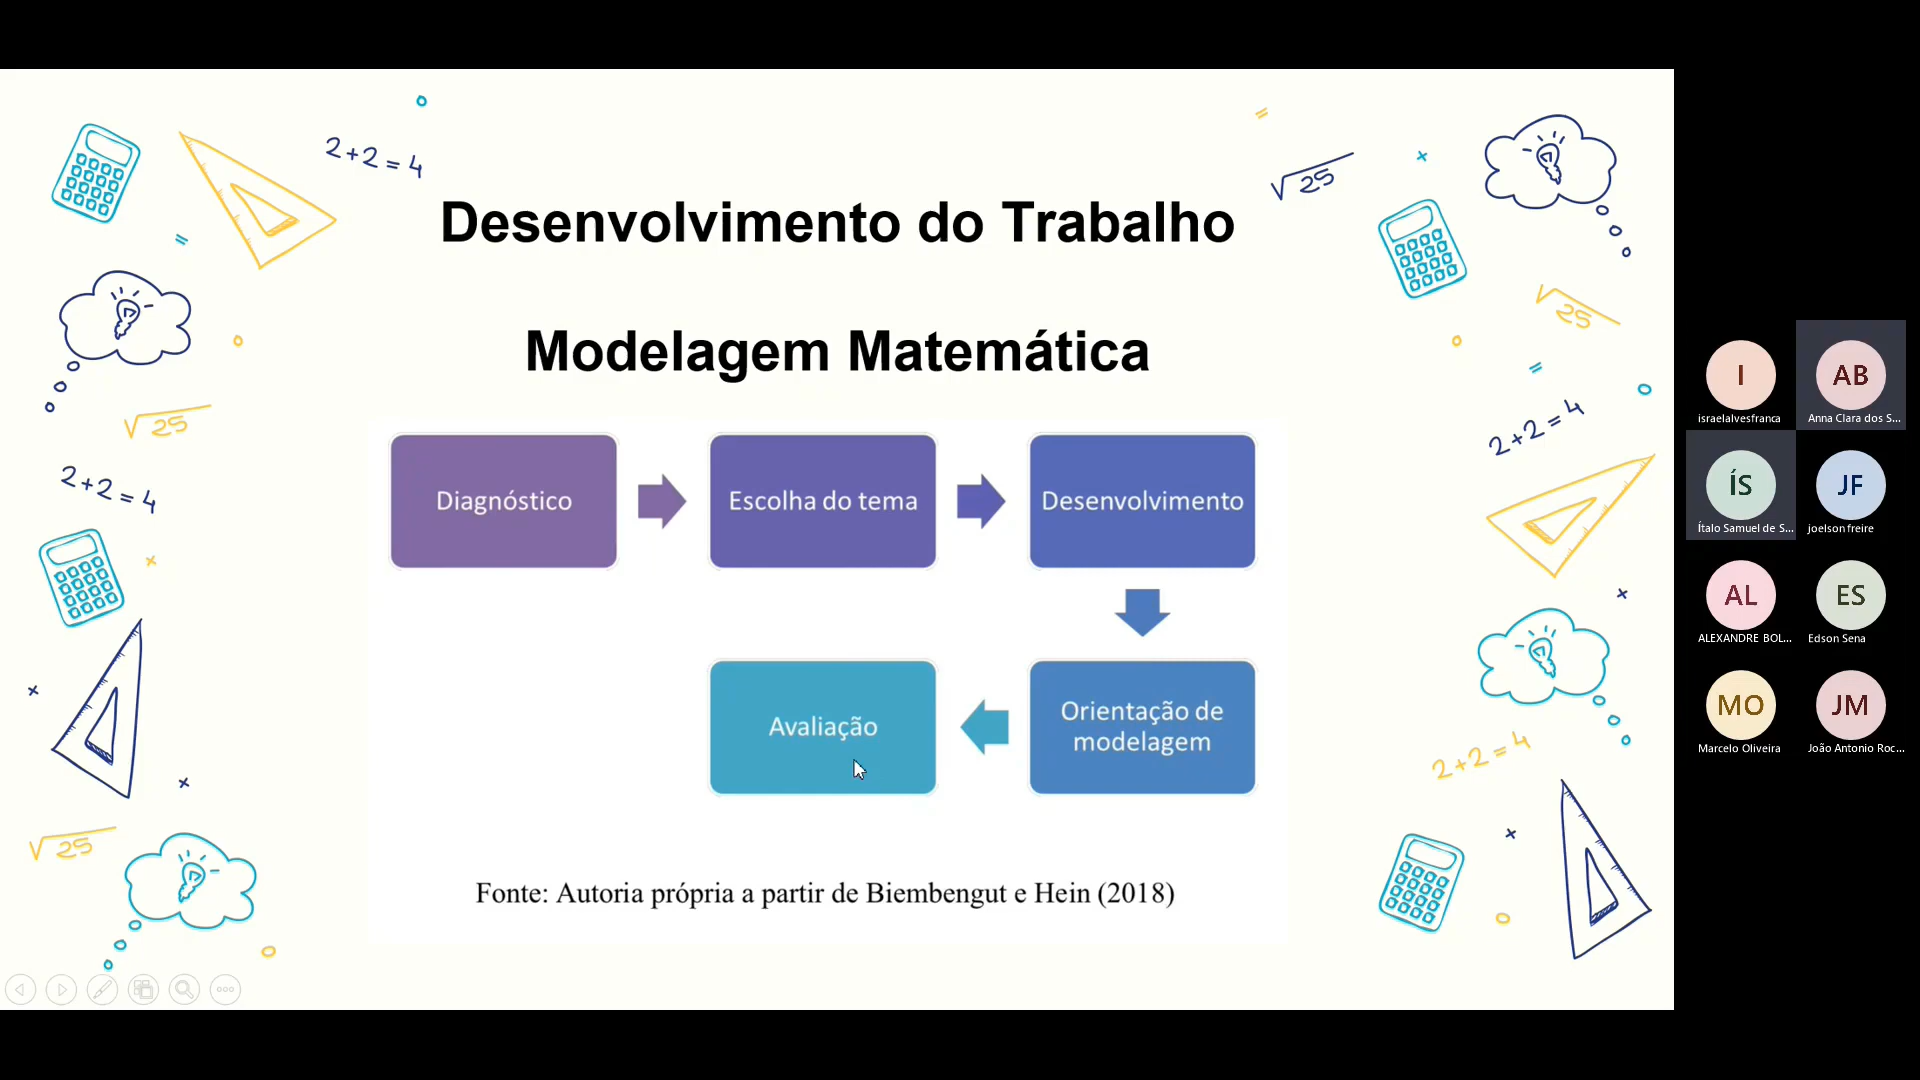 2+2=4
√25
Desenvolvimento do Trabalho
Modelagem Matemática
√25
√25
2+2=4
2+2=4
Diagnóstico
Escolha do tema
Desenvolvimento
Avaliação
Orientação de
modelagem
2+2=4
√25
Fonte: Autoria própria a partir de Biembengut e Hein (2018)
I
israelalvesfranca
AB
Anna Clara dos S...
ÍS
Ítalo Samuel de S...
JF
joelson freire
AL
ALEXANDRE BOL...
ES
Edson Sena
MO
Marcelo Oliveira
JM
João Antonio Roc...